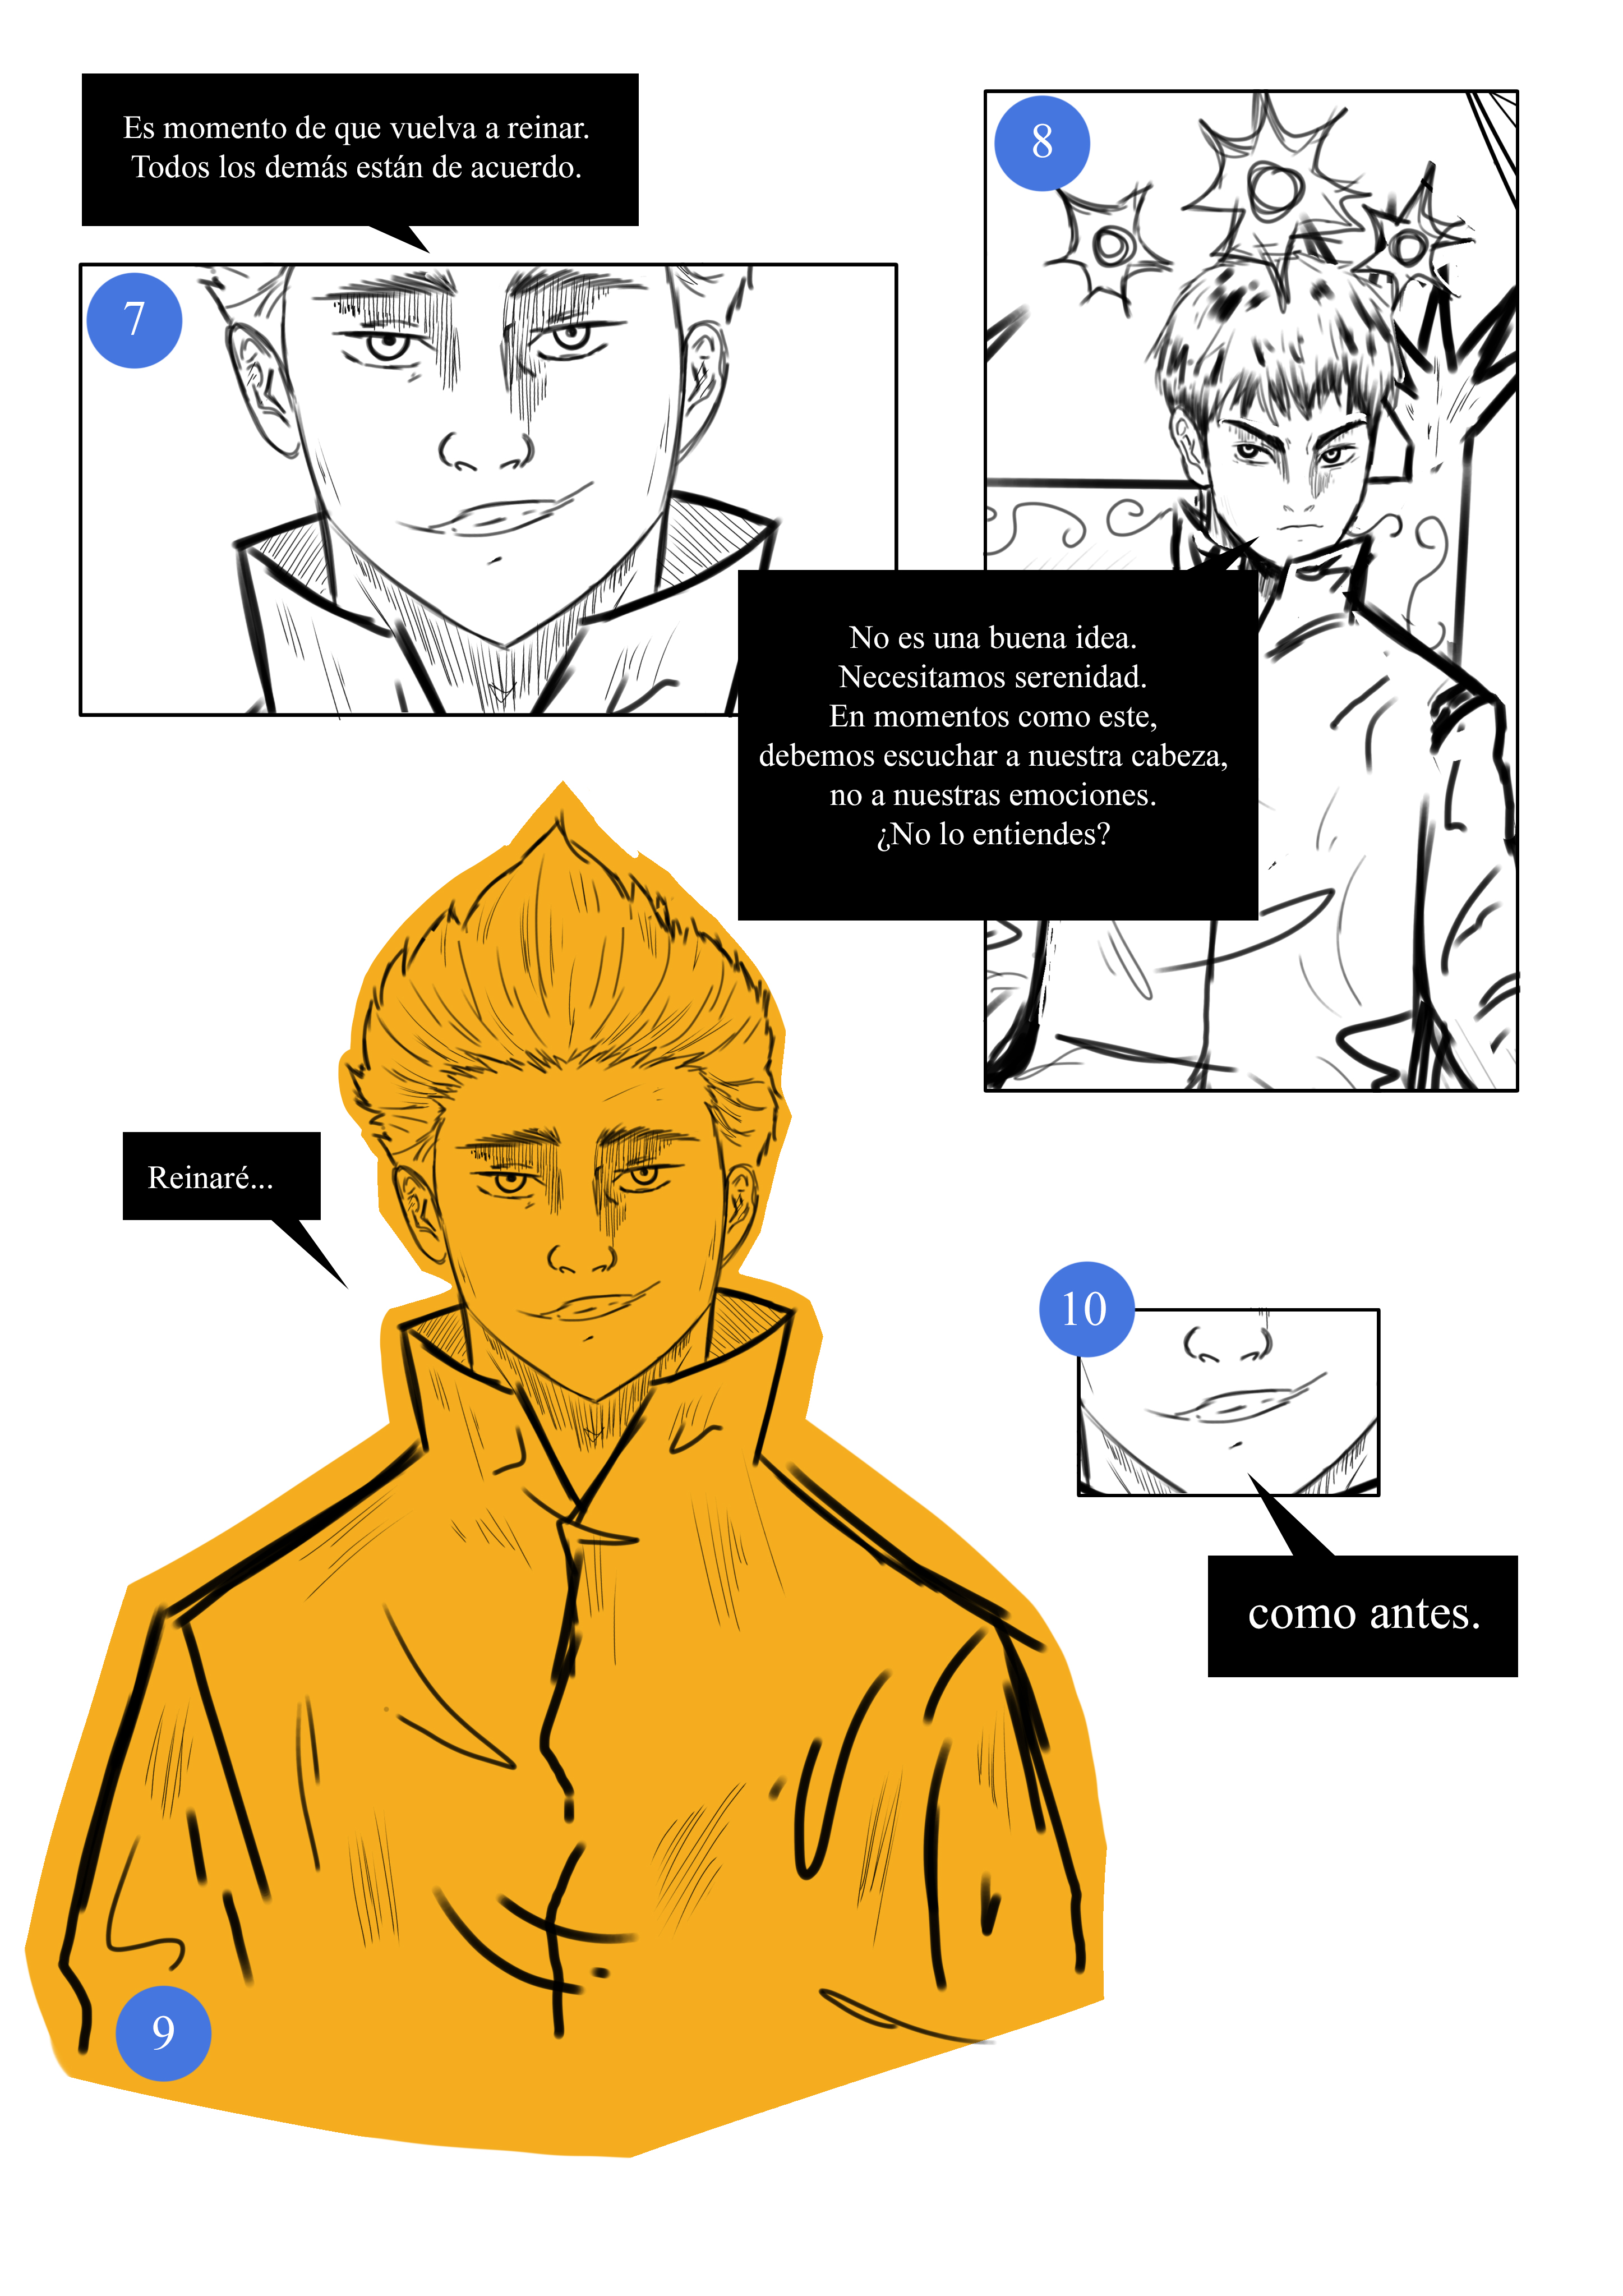 Es momento de que vuelva a reinar.
Todos los demás están de acuerdo.
7
8
No es una buena idea.
Necesitamos serenidad.
En momentos como este,
debemos escuchar a nuestra cabeza,
no a nuestras emociones.
¿No lo entiendes?
Reinaré...
9
10
como antes.